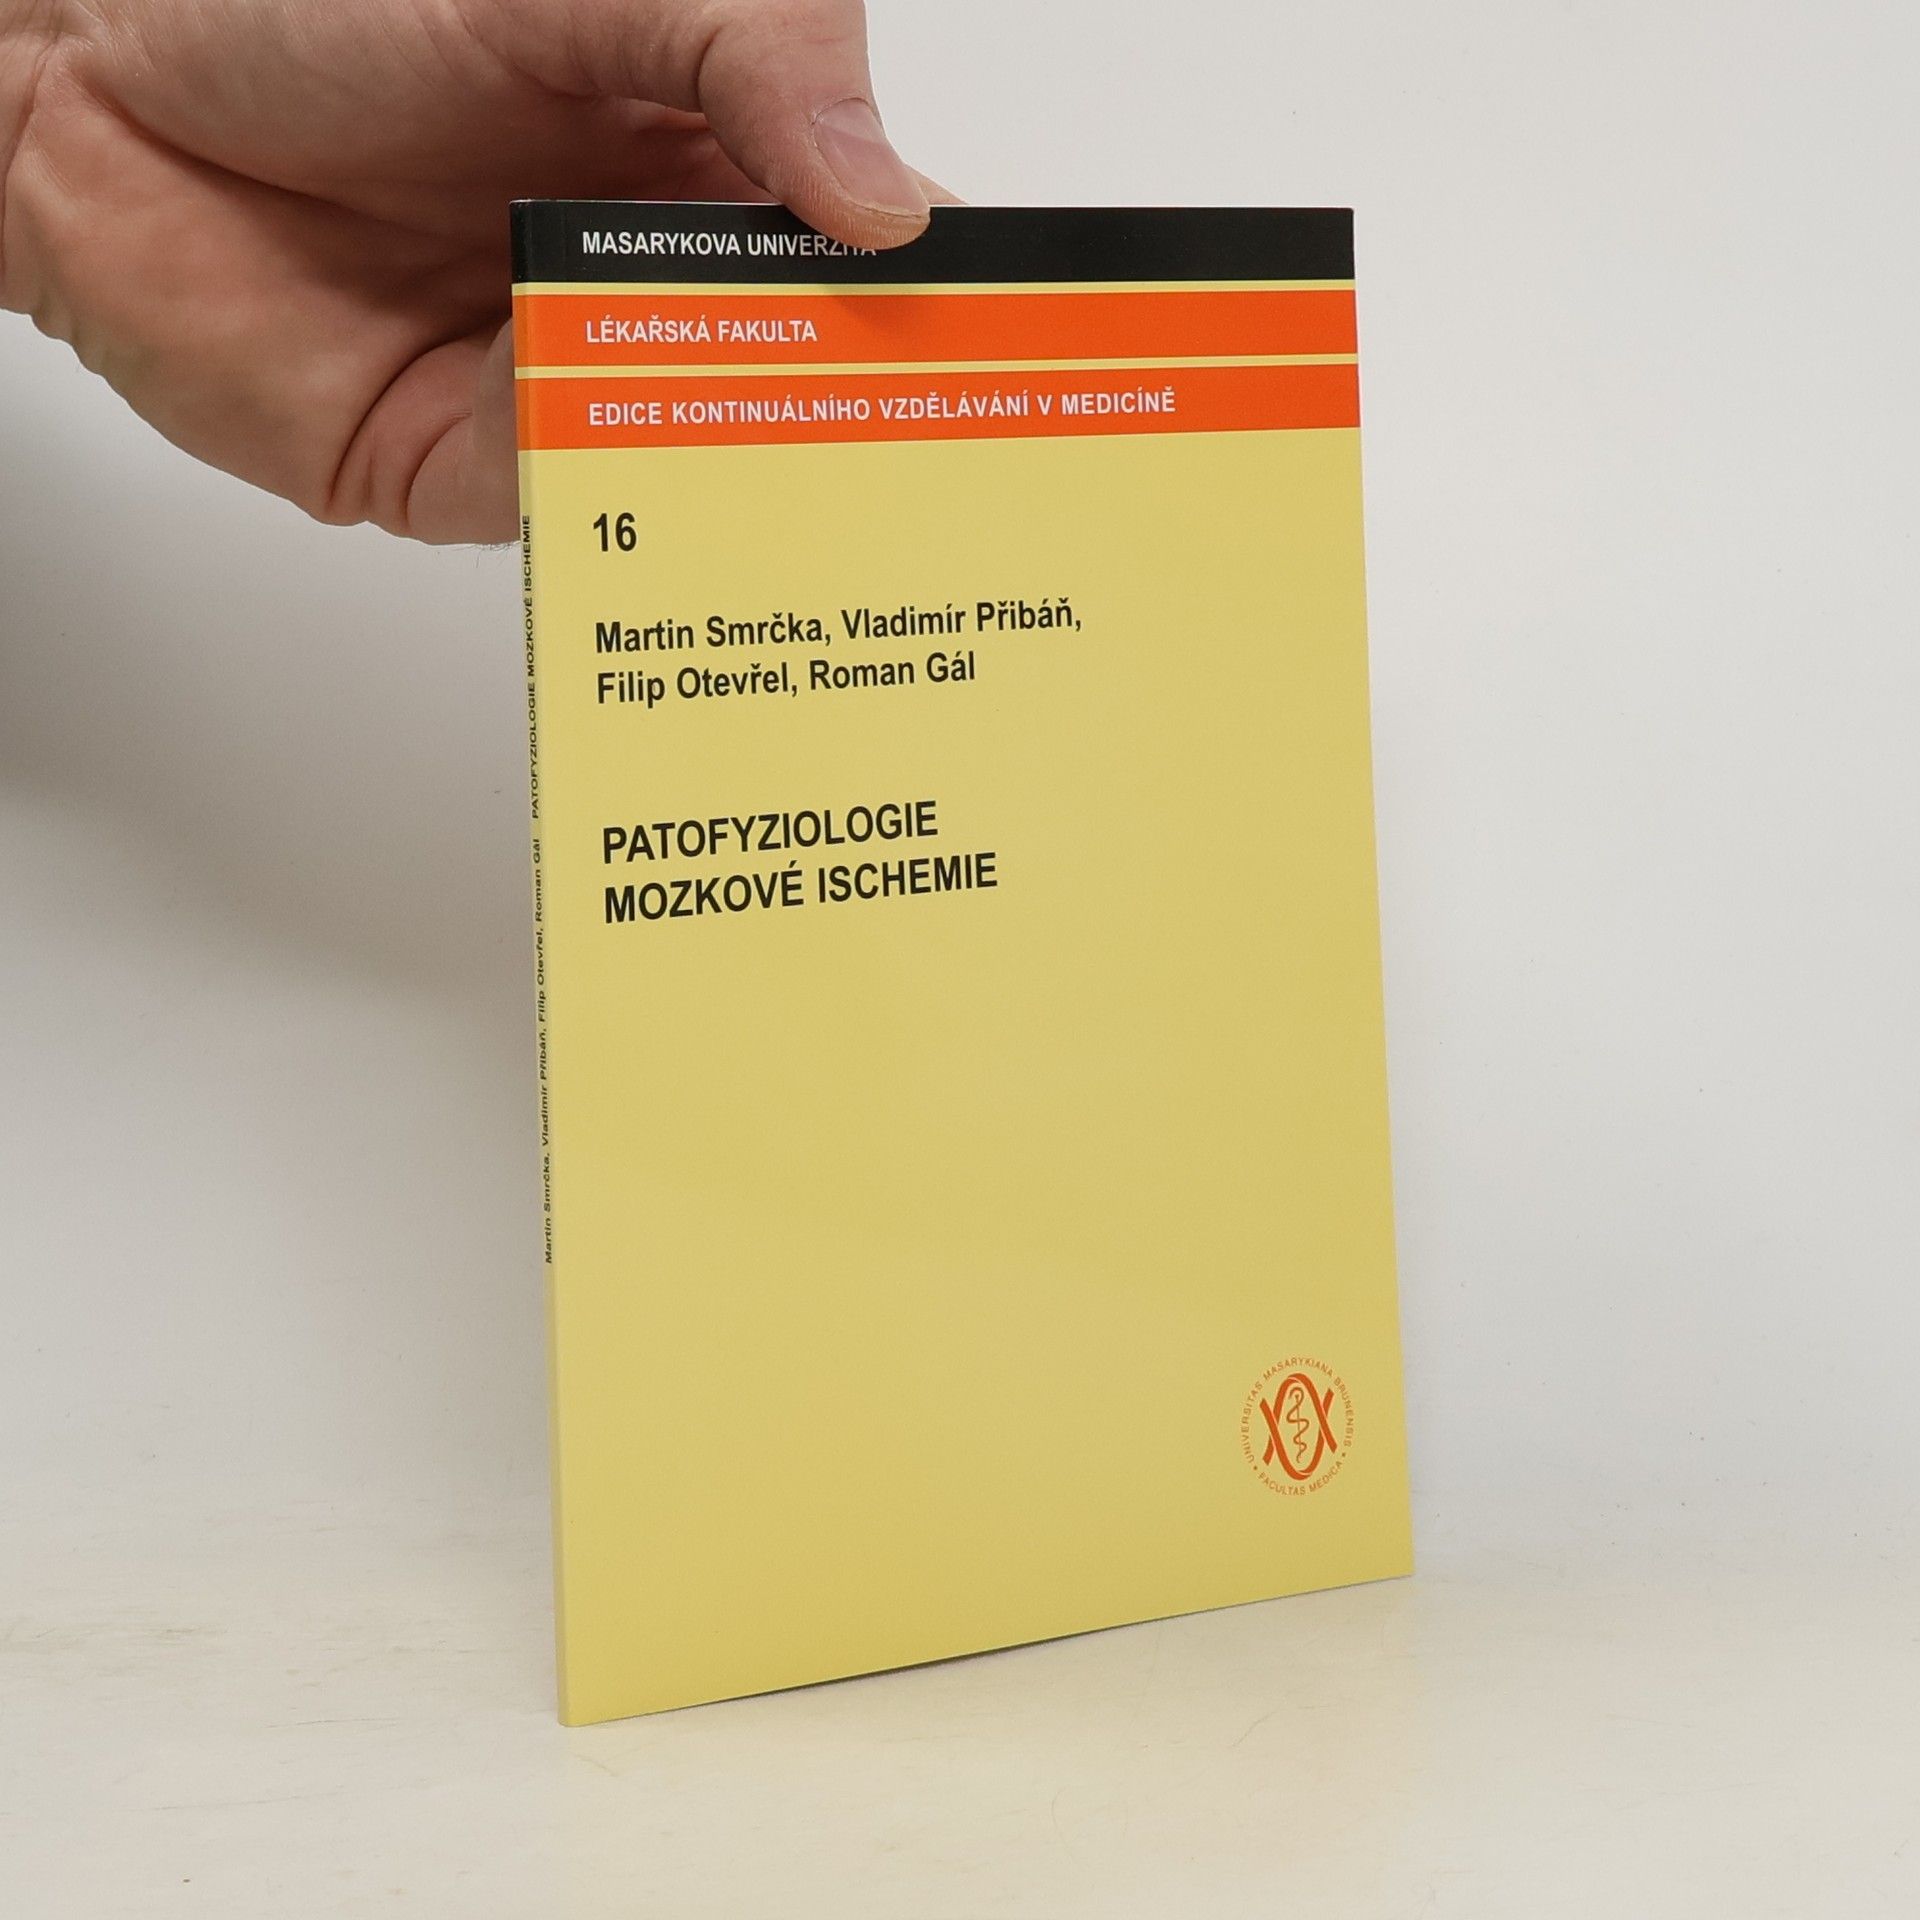 MASARYKOVA UNIVERZITA
LÉKAŘSKÁ FAKULTA
EDICE KONTINUÁLNÍHO VZDĚLÁVÁNÍ V MEDICÍNĚ
16
Martin Smrčka, Vladimír Přibáň,
Filip Otevřel, Roman Gál
PATOFYZIOLOGIE
MOZKOVÉ ISCHEMIE
Martin Smrčka, Vladimír Přibáň, Filip Otevřel, Roman Gál PATOFYZIOLOGIE MOZKOVÉ ISCHEMIE
UNIVERSITAS MASARYKIANA BRUNENSIS
• FACULTAS MEDICA •